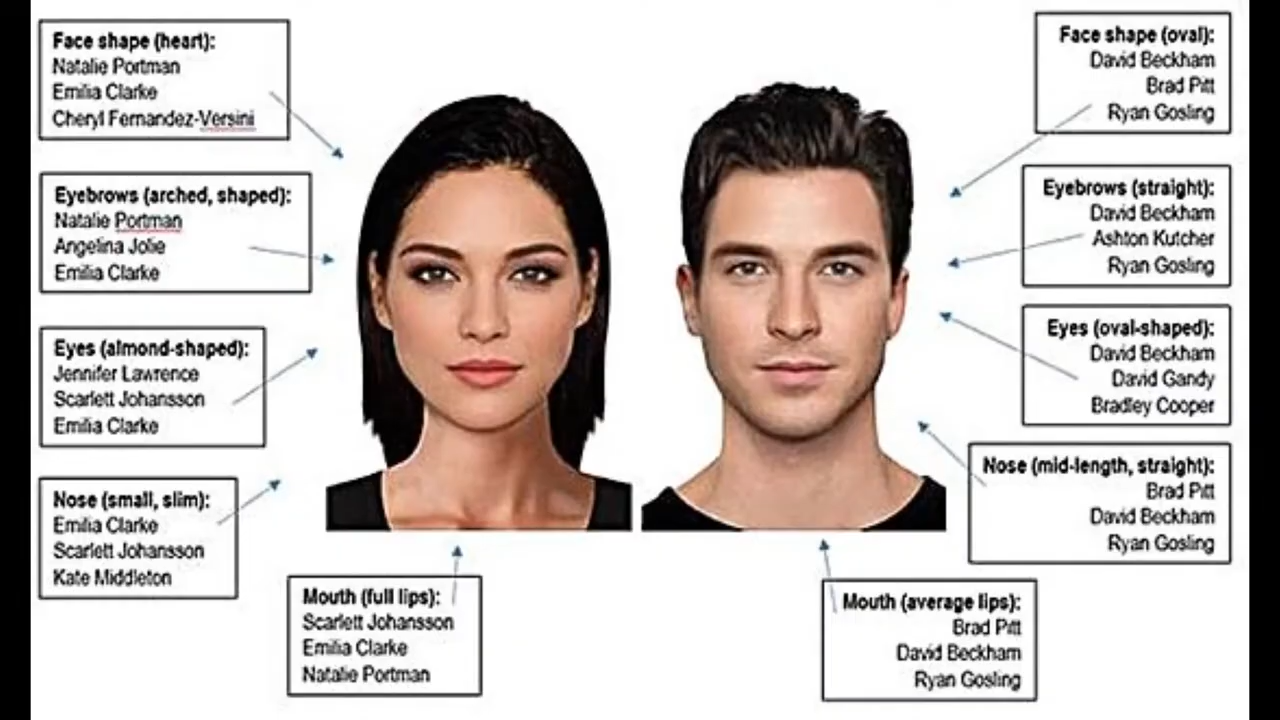 Face shape (heart):
Natalie Portman
Emilia Clarke
Cheryl Fernandez-Versini
Eyebrows (arched, shaped):
Natalie Portman
Angelina Jolie
Emilia Clarke
Eyes (almond-shaped):
Jennifer Lawrence
Scarlett Johansson
Emilia Clarke
Nose (small, slim):
Emilia Clarke
Scarlett Johansson
Kate Middleton
Mouth (full lips):
Scarlett Johansson
Emilia Clarke
Natalie Portman
Face shape (oval):
David Beckham
Brad Pitt
Ryan Gosling
Eyebrows (straight):
David Beckham
Ashton Kutcher
Ryan Gosling
Eyes (oval-shaped):
David Beckham
David Gandy
Bradley Cooper
Nose (mid-length, straight):
Brad Pitt
David Beckham
Ryan Gosling
Mouth (average lips):
Brad Pitt
David Beckham
Ryan Gosling